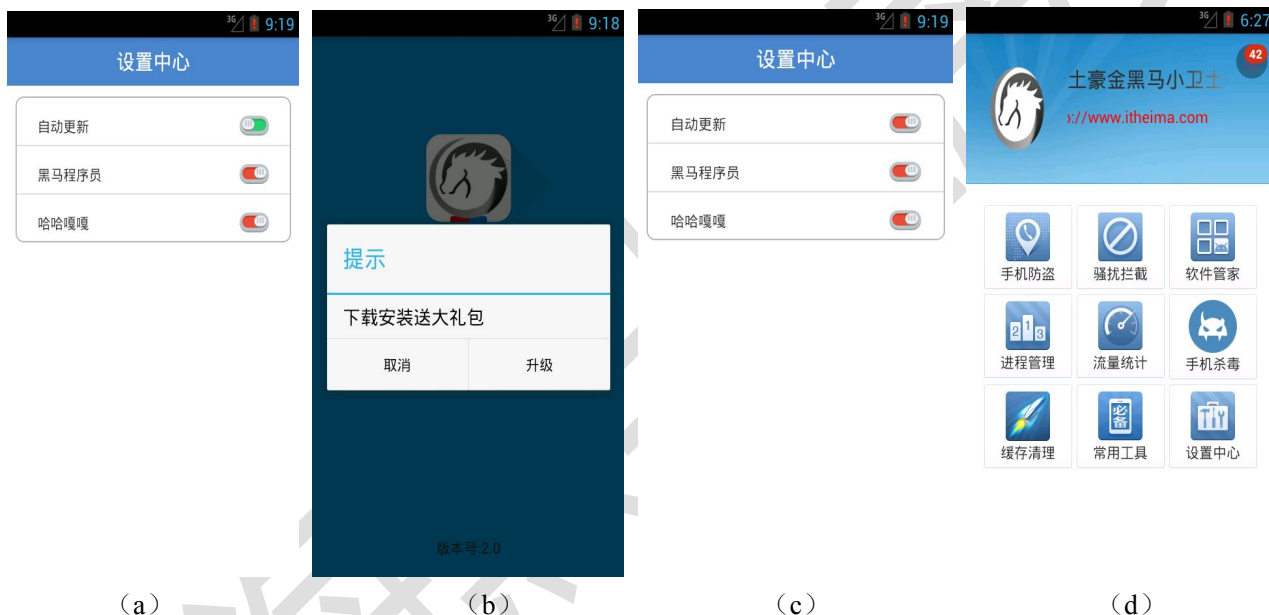 3G 9:19
设置中心
自动更新
黑马程序员
哈哈嘎嘎
(a)
3G 9:18
提示
下载安装送大礼包
取消 升级
版本号:2.0
(b)
3G 9:19
设置中心
自动更新
黑马程序员
哈哈嘎嘎
(c)
3G 6:27
42
土豪金黑马小卫士
://www.itheima.com
手机防盗 骚扰拦截 软件管家
进程管理 流量统计 手机杀毒
缓存清理 常用工具 设置中心
(d)